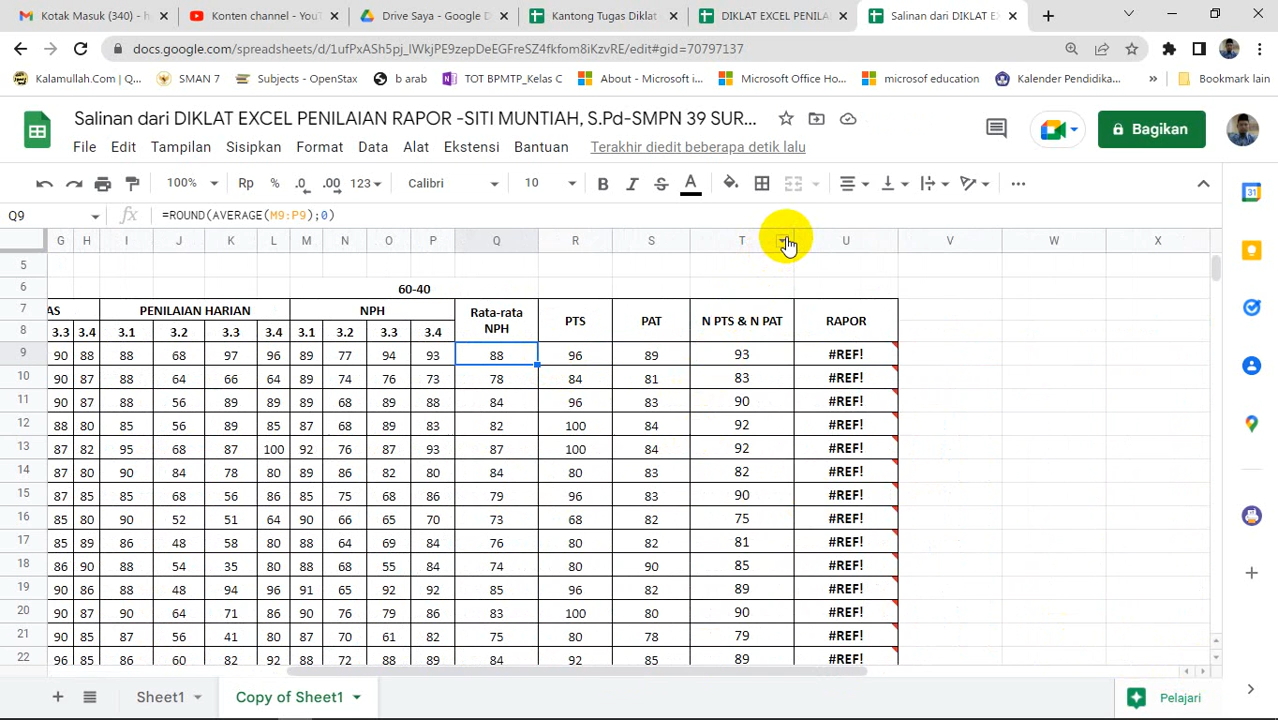 Kotak Masuk (340) - h
Konten channel - YouT
Drive Saya - Google D
Kantong Tugas Diklat
DIKLAT EXCEL PENILA
Salinan dari DIKLAT EX
docs.google.com/spreadsheets/d/1ufPxASh5pj_lWkjPE9zepDeEGFreSZ4gkfom8iKzvRE/edit#gid=70797137
Kalamullah.Com | Q...
SMAN 7
Subjects - OpenStax
b arab
TOT BPMTP_Kelas C
About - Microsoft i...
Microsoft Office Ho...
microsof education
Kalender Pendidika...
Bookmark lain
Salinan dari DIKLAT EXCEL PENILAIAN RAPOR -SITI MUNTIAH, S.Pd-SMPN 39 SUR...
File Edit Tampilan Sisipkan Format Data Alat Ekstensi Bantuan Terakhir diedit beberapa detik lalu
Bagikan
100% Rp % .0 .00 123 Calibri 10 B I S A
Q9 fx =ROUND(AVERAGE(M9:P9);0)
G H I J K L M N O P Q R S T U V W X
5
6 60-40
7 AS PENILAIAN HARIAN NPH Rata-rata NPH PTS PAT N PTS & N PAT RAPOR
8 3.3 3.4 3.1 3.2 3.3 3.4 3.1 3.2 3.3 3.4
9 90 88 88 68 97 96 89 77 94 93 88 96 89 93 #REF!
10 90 87 88 64 66 64 89 74 76 73 78 84 81 83 #REF!
11 90 87 88 56 89 89 89 68 89 88 84 96 83 90 #REF!
12 88 80 85 56 89 85 87 68 89 83 82 100 84 92 #REF!
13 87 82 95 68 87 100 92 76 87 93 87 100 84 92 #REF!
14 87 80 90 84 78 80 89 86 82 80 84 80 83 82 #REF!
15 87 85 88 68 56 86 85 75 68 86 79 96 83 90 #REF!
16 85 80 90 52 51 64 90 66 65 70 73 68 82 75 #REF!
17 85 89 86 48 58 80 88 64 69 84 76 80 82 81 #REF!
18 86 90 88 54 35 80 88 68 55 84 74 80 90 85 #REF!
19 90 86 88 48 94 96 91 65 92 92 85 96 82 89 #REF!
20 90 87 90 64 71 86 90 76 79 86 83 100 80 90 #REF!
21 90 85 87 56 41 80 87 70 61 82 75 80 78 79 #REF!
22 96 85 86 60 82 92 88 72 88 89 84 92 85 89 #REF!
Sheet1
Copy of Sheet1
Pelajari